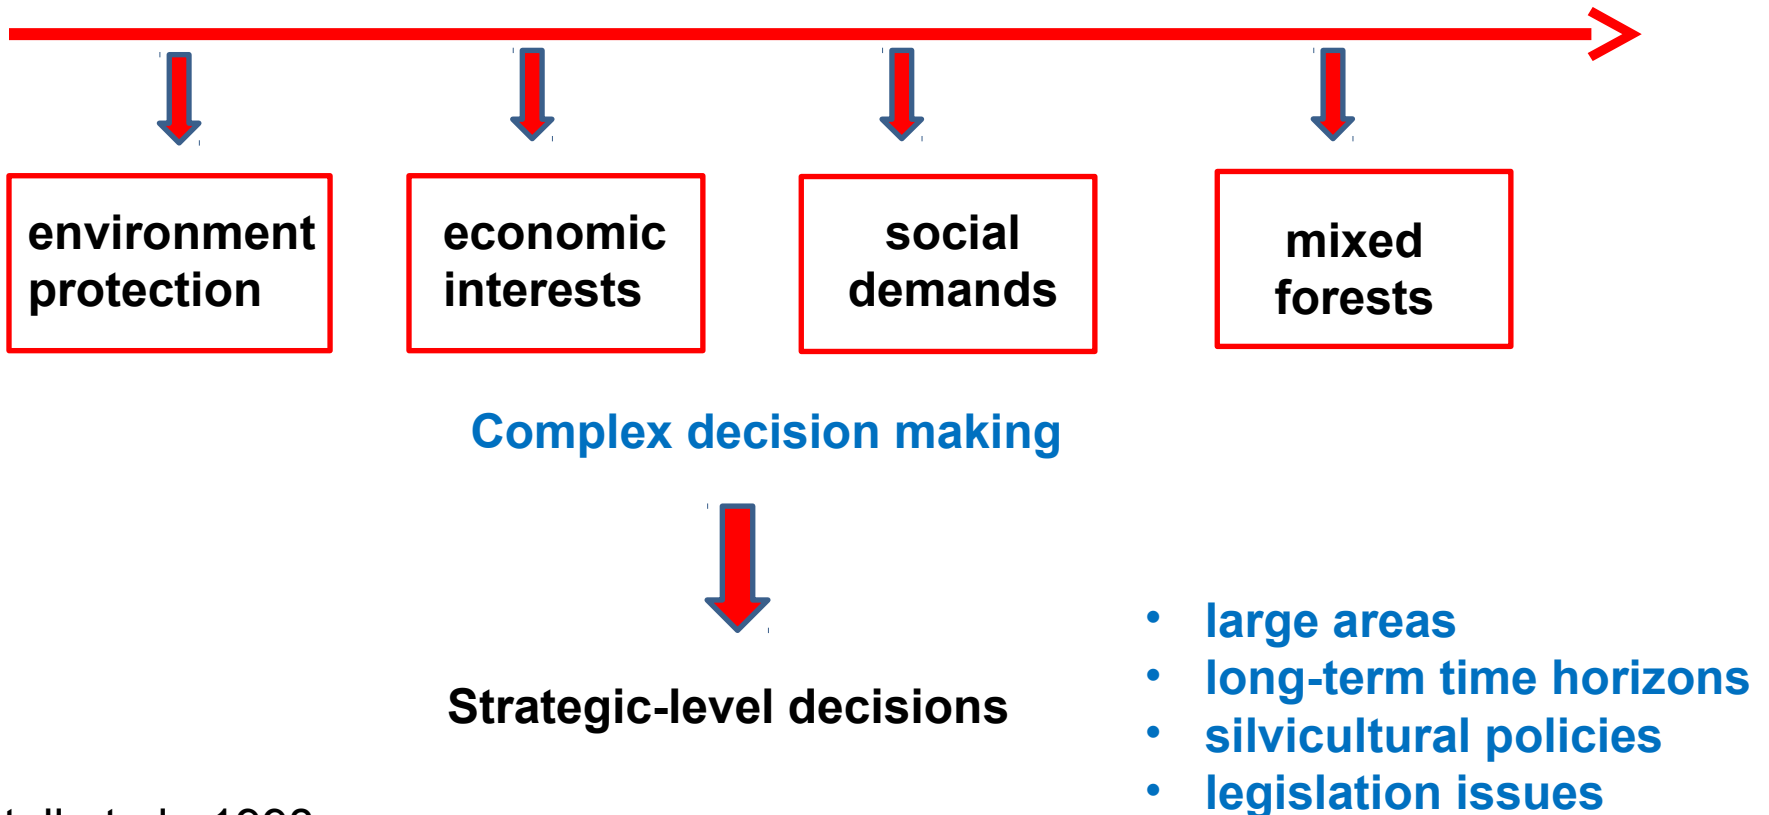 environment
protection
economic
interests
social
demands
mixed
forests
Complex decision making
Strategic-level decisions
• large areas
• long-term time horizons
• silvicultural policies
• legislation issues